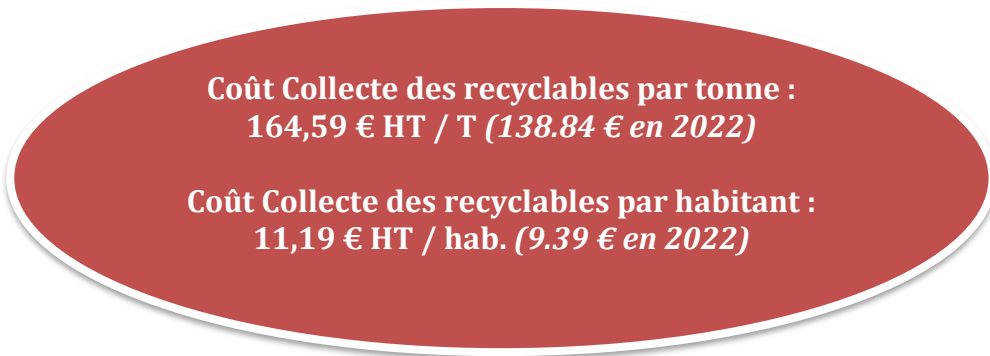 Coût Collecte des recyclables par tonne :
164,59 € HT / T (138.84 € en 2022)
Coût Collecte des recyclables par habitant :
11,19 € HT / hab. (9.39 € en 2022)